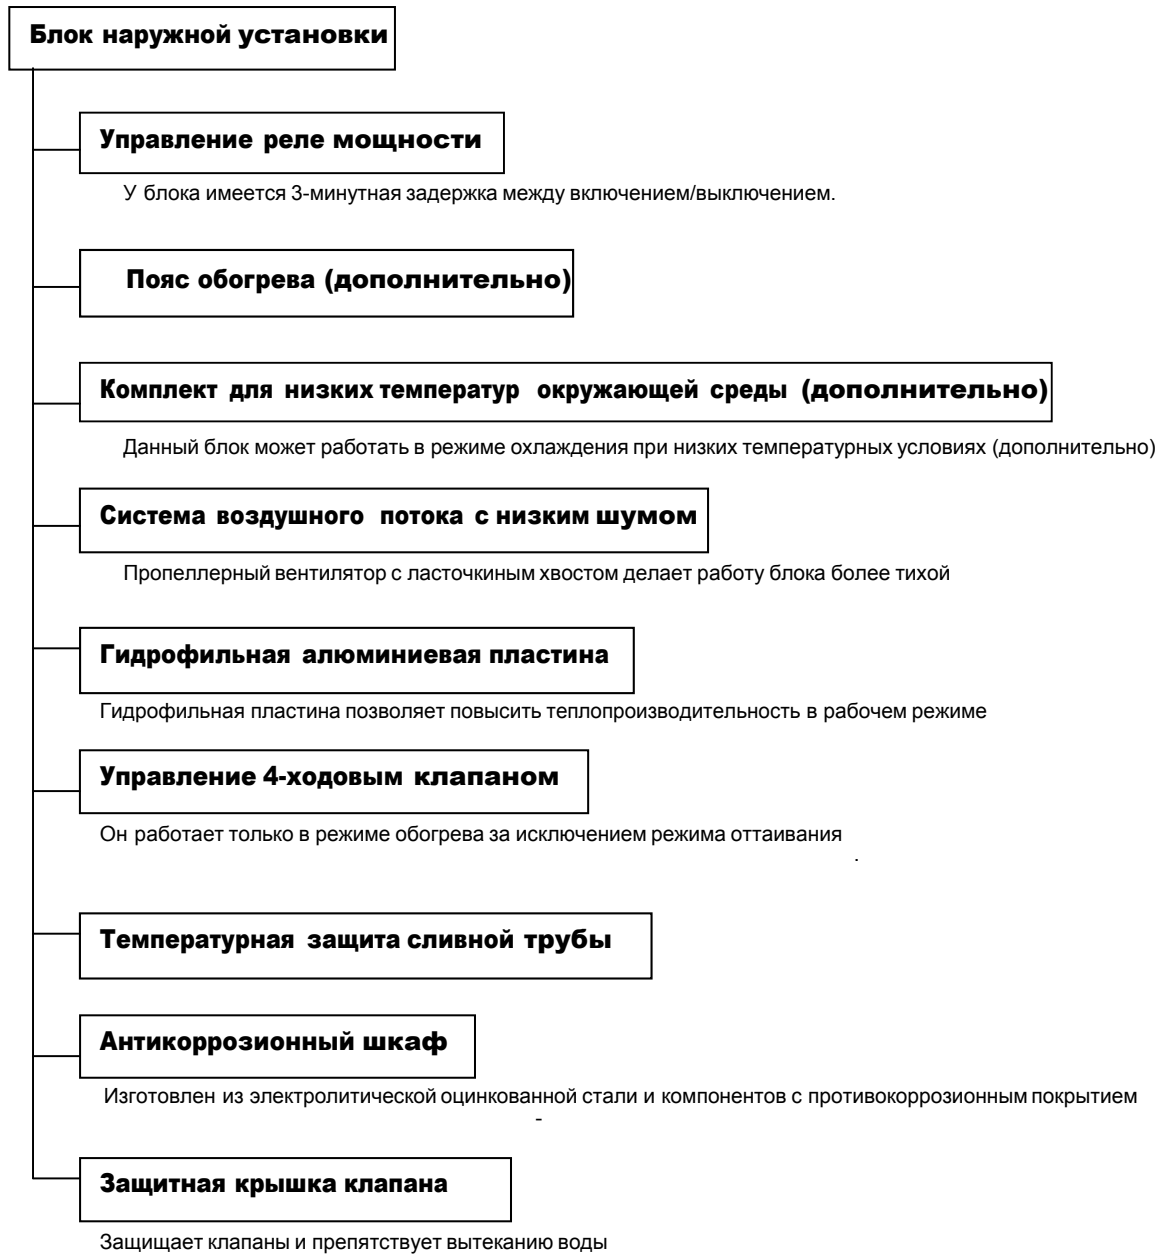 Блок наружной установки
Управление реле мощности
У блока имеется 3-минутная задержка между включением/выключением.
Пояс обогрева (дополнительно)
Комплект для низких температур окружающей среды (дополнительно)
Данный блок может работать в режиме охлаждения при низких температурных условиях (дополнительно)
Система воздушного потока с низким шумом
Пропеллерный вентилятор с ласточкиным хвостом делает работу блока более тихой
Гидрофильная алюминиевая пластина
Гидрофильная пластина позволяет повысить теплопроизводительность в рабочем режиме
Управление 4-ходовым клапаном
Он работает только в режиме обогрева за исключением режима оттаивания
.
Температурная защита сливной трубы
Антикоррозионный шкаф
Изготовлен из электролитической оцинкованной стали и компонентов с противокоррозионным покрытием
-
Защитная крышка клапана
Защищает клапаны и препятствует вытеканию воды